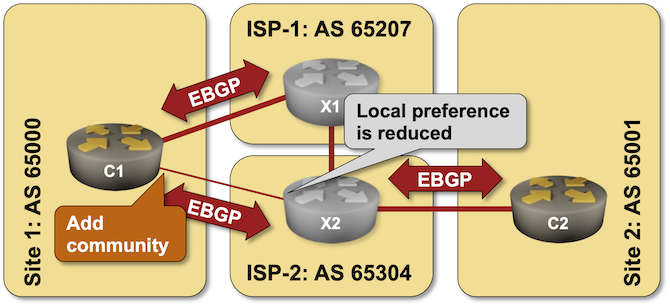 ISP-1: AS 65207
EBGP
X1
Local preference
is reduced
Site 1: AS 65000
C1
Add
community
EBGP
X2
EBGP
C2
Site 2: AS 65001
ISP-2: AS 65304